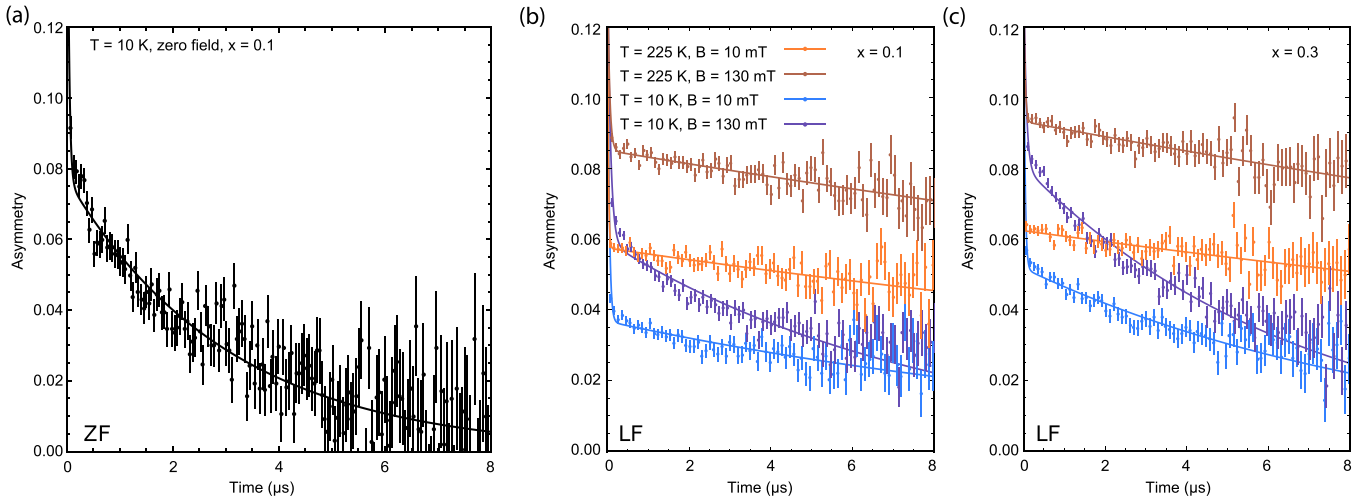 (a)
T = 10 K, zero field, x = 0.1
Asymmetry
0.12
0.10
0.08
0.06
0.04
0.02
0.00
ZF
0 2 4 6 8
Time (µs)
(b)
T = 225 K, B = 10 mT
T = 225 K, B = 130 mT
T = 10 K, B = 10 mT
T = 10 K, B = 130 mT
x = 0.1
Asymmetry
0.12
0.10
0.08
0.06
0.04
0.02
0.00
LF
0 2 4 6 8
Time (µs)
(c)
x = 0.3
Asymmetry
0.12
0.10
0.08
0.06
0.04
0.02
0.00
LF
0 2 4 6 8
Time (µs)